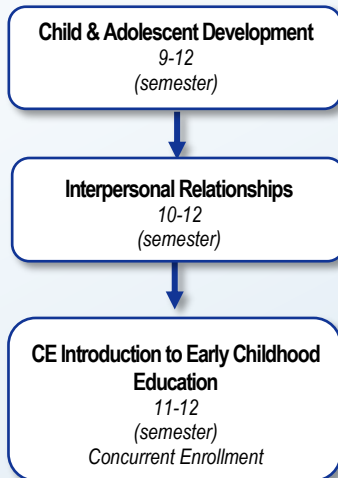 Child & Adolescent Development
9-12
(semester)
Interpersonal Relationships
10-12
(semester)
CE Introduction to Early Childhood
Education
11-12
(semester)
Concurrent Enrollment